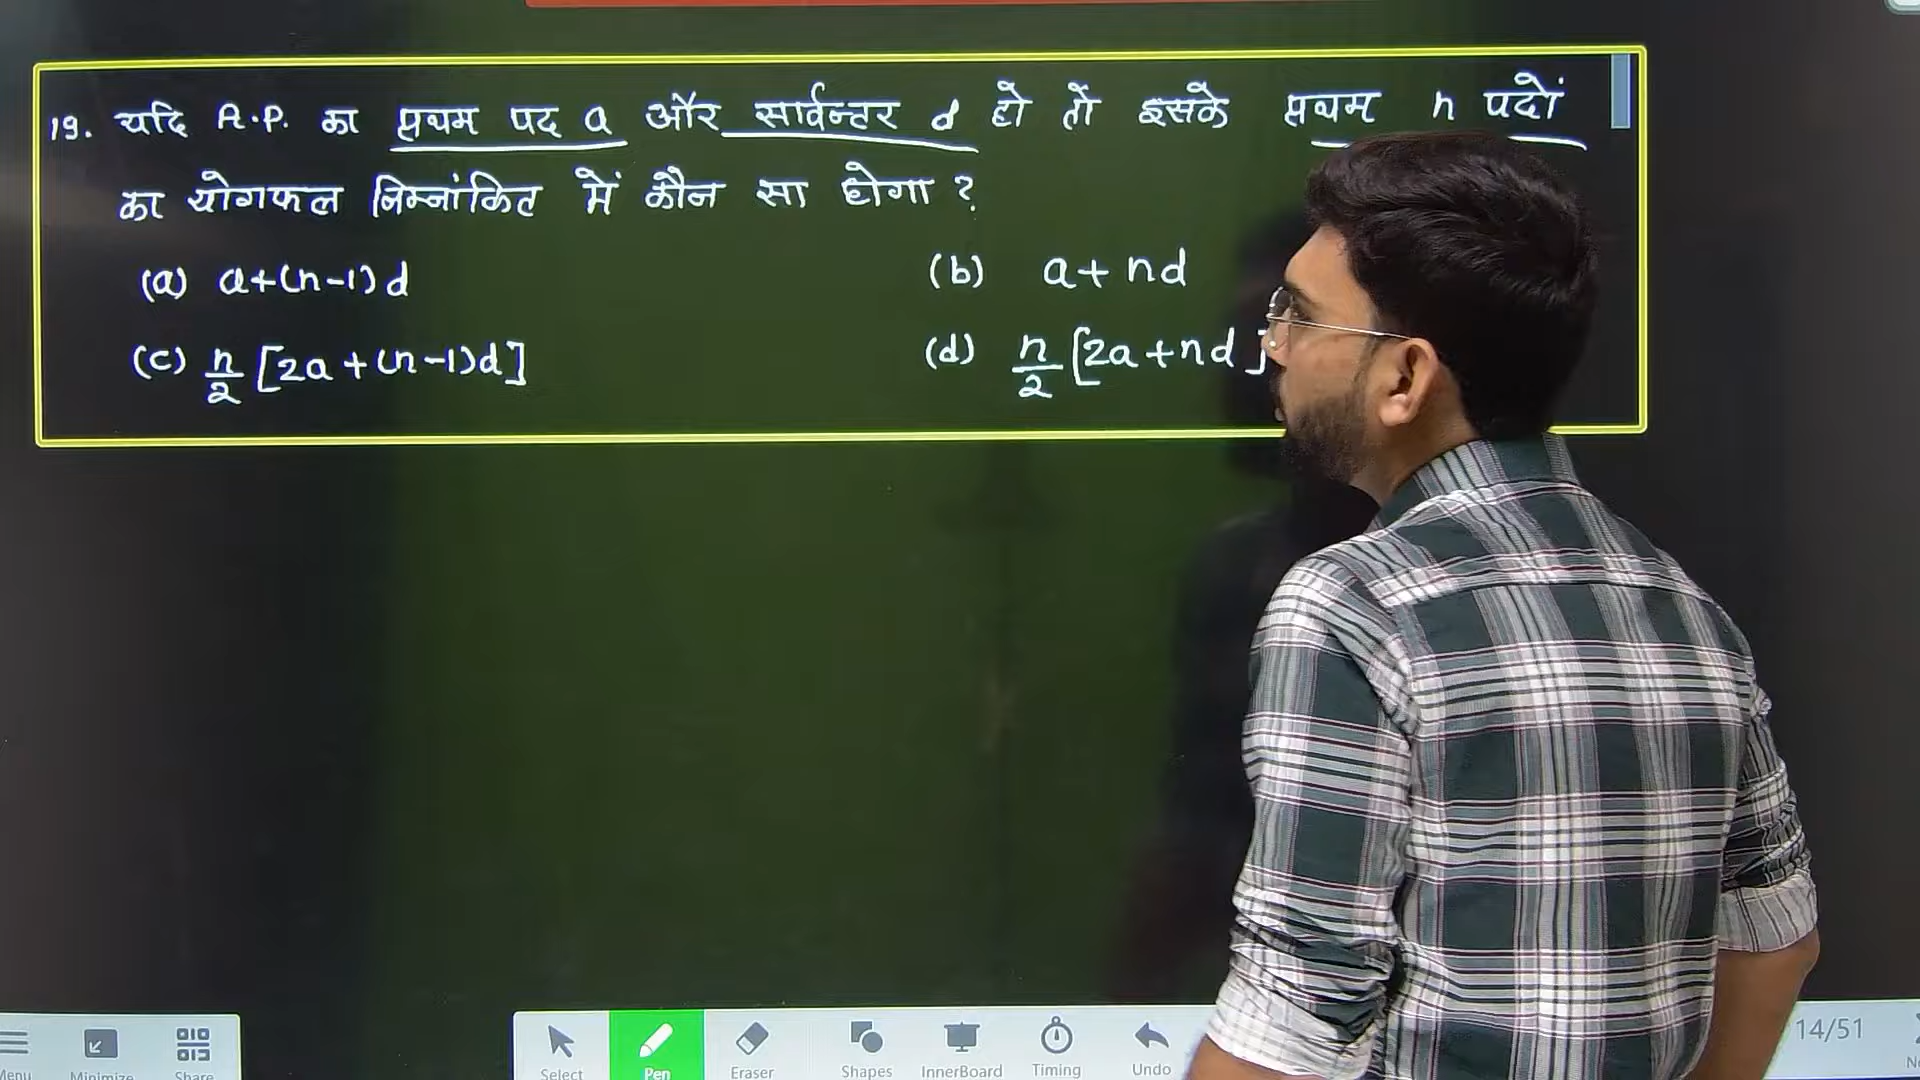 19. यदि A.P. का प्रथम पद a और सार्वन्टर d हो तो इसके प्रथम n पदों
का योगफल निम्नांकित में कौन सा होगा ?
(a) a+(n-1)d (b) a+nd
(c) n/2 [2a+(n-1)d] (d) n/2 [2a+nd]
Menu Minimize Share Select Pen Eraser Shapes InnerBoard Timing Undo 14/51